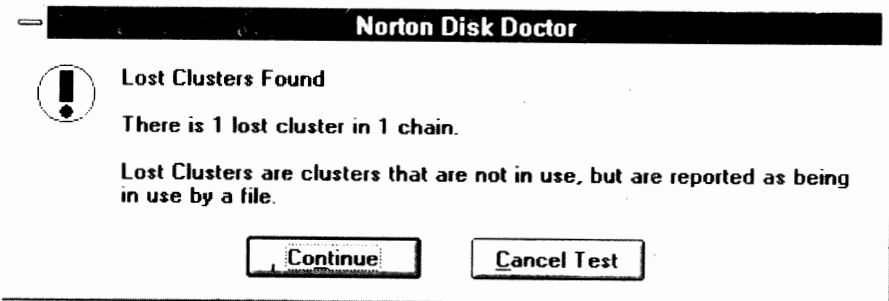 Norton Disk Doctor
Lost Clusters Found
There is 1 lost cluster in 1 chain.
Lost Clusters are clusters that are not in use, but are reported as being
in use by a file.
Continue
Cancel Test